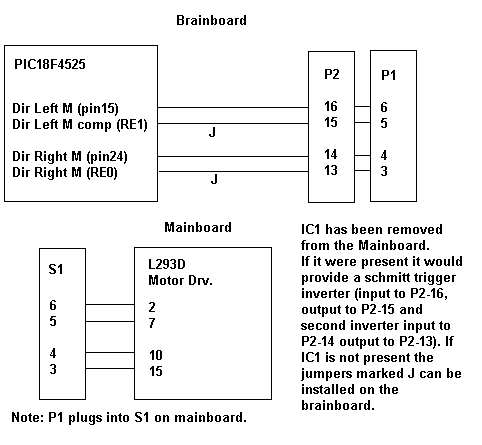 Brainboard
PIC18F4525
P2
P1
Dir Left M (pin15)
16
6
Dir Left M comp (RE1)
15
5
J
Dir Right M (pin24)
14
4
Dir Right M (RE0)
13
3
J
Mainboard
S1
L293D
Motor Drv.
6
2
5
7
4
10
3
15
IC1 has been removed
from the Mainboard.
If it were present it would
provide a schmitt trigger
inverter (input to P2-16,
output to P2-15 and
second inverter input to
P2-14 output to P2-13). If
IC1 is not present the
jumpers marked J can be
installed on the
brainboard.
Note: P1 plugs into S1 on mainboard.